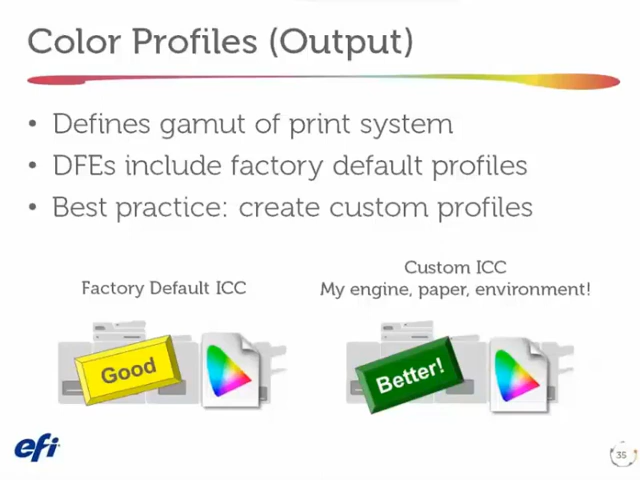 Color Profiles (Output)
• Defines gamut of print system
• DFEs include factory default profiles
• Best practice: create custom profiles
Factory Default ICC
Custom ICC
My engine, paper, environment!
Good
Better!
efi
35